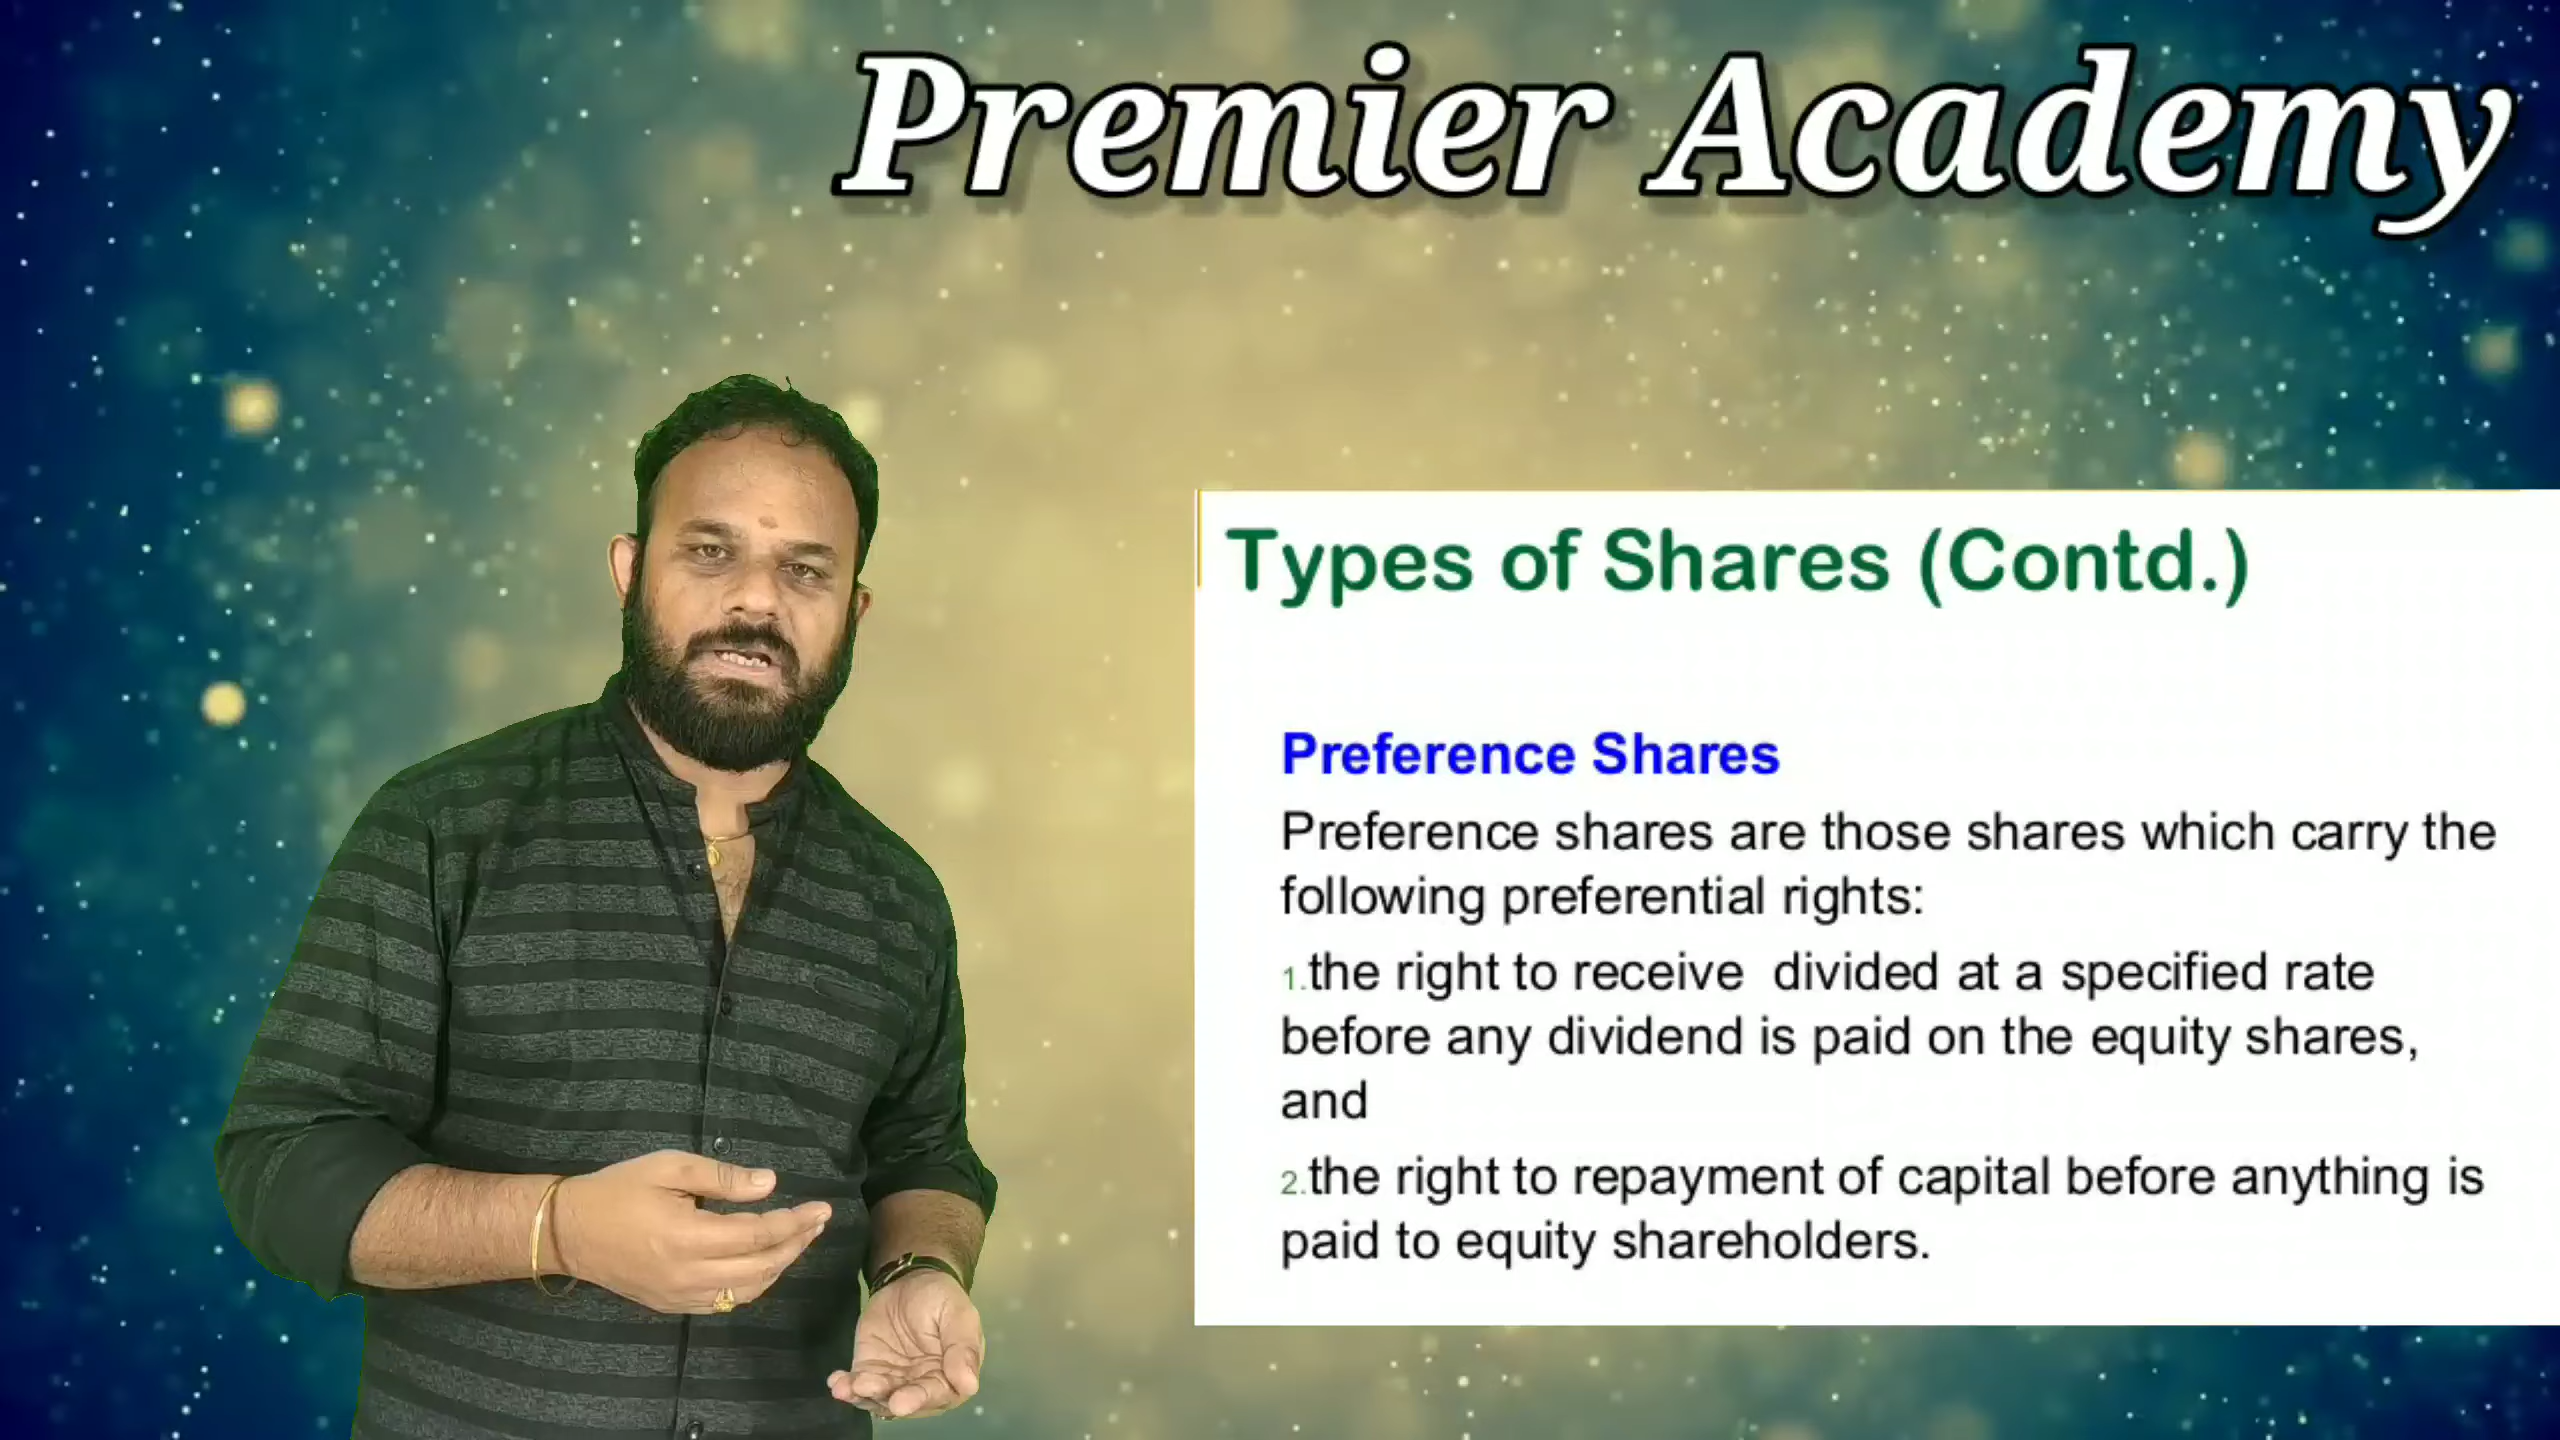 Premier Academy
Types of Shares (Contd.)
Preference Shares
Preference shares are those shares which carry the
following preferential rights:
1.the right to receive divided at a specified rate
before any dividend is paid on the equity shares,
and
2.the right to repayment of capital before anything is
paid to equity shareholders.